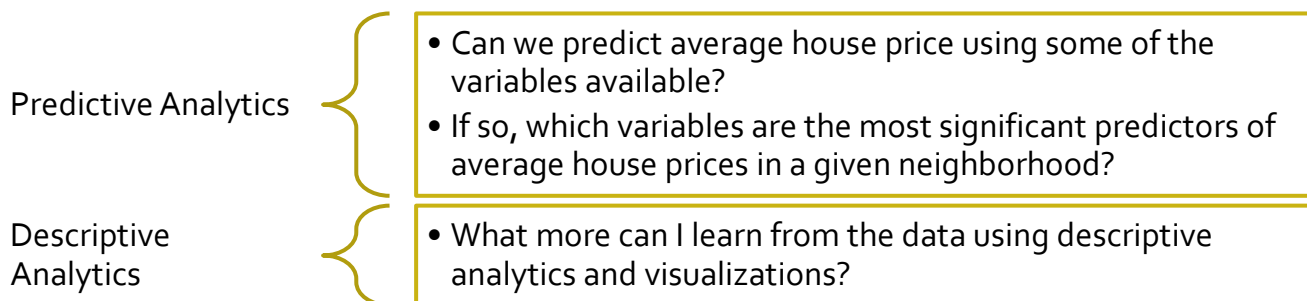 Predictive Analytics
• Can we predict average house price using some of the
variables available?
• If so, which variables are the most significant predictors of
average house prices in a given neighborhood?
Descriptive
Analytics
• What more can I learn from the data using descriptive
analytics and visualizations?